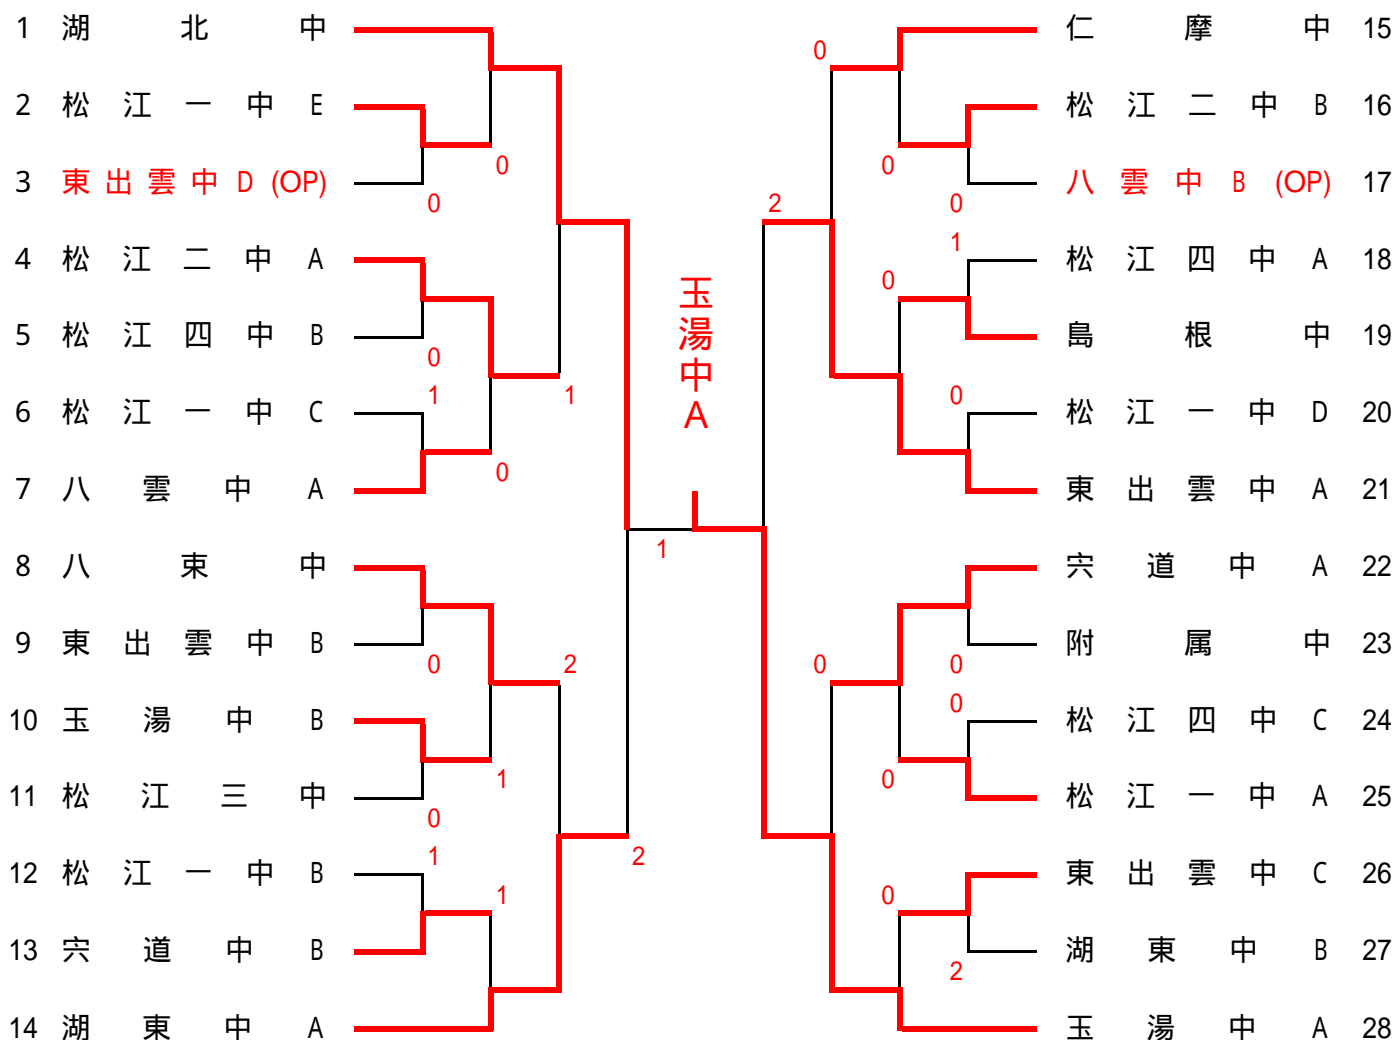 1 湖北中
2 松江一中 E
3 東出雲中 D (OP)
4 松江二中 A
5 松江四中 B
6 松江一中 C
7 八雲中 A
8 八束中
9 東出雲中 B
10 玉湯中 B
11 松江三中
12 松江一中 B
13 宍道中 B
14 湖東中 A
0
0
0
1
0
1
0
2
1
0
1
1
2
1
玉湯中A
2
0
0
0
1
0
0
0
0
0
0
0
2
仁摩中 15
松江二中 B 16
八雲中 B (OP) 17
松江四中 A 18
島根中 19
松江一中 D 20
東出雲中 A 21
宍道中 A 22
附属中 23
松江四中 C 24
松江一中 A 25
東出雲中 C 26
湖東中 B 27
玉湯中 A 28